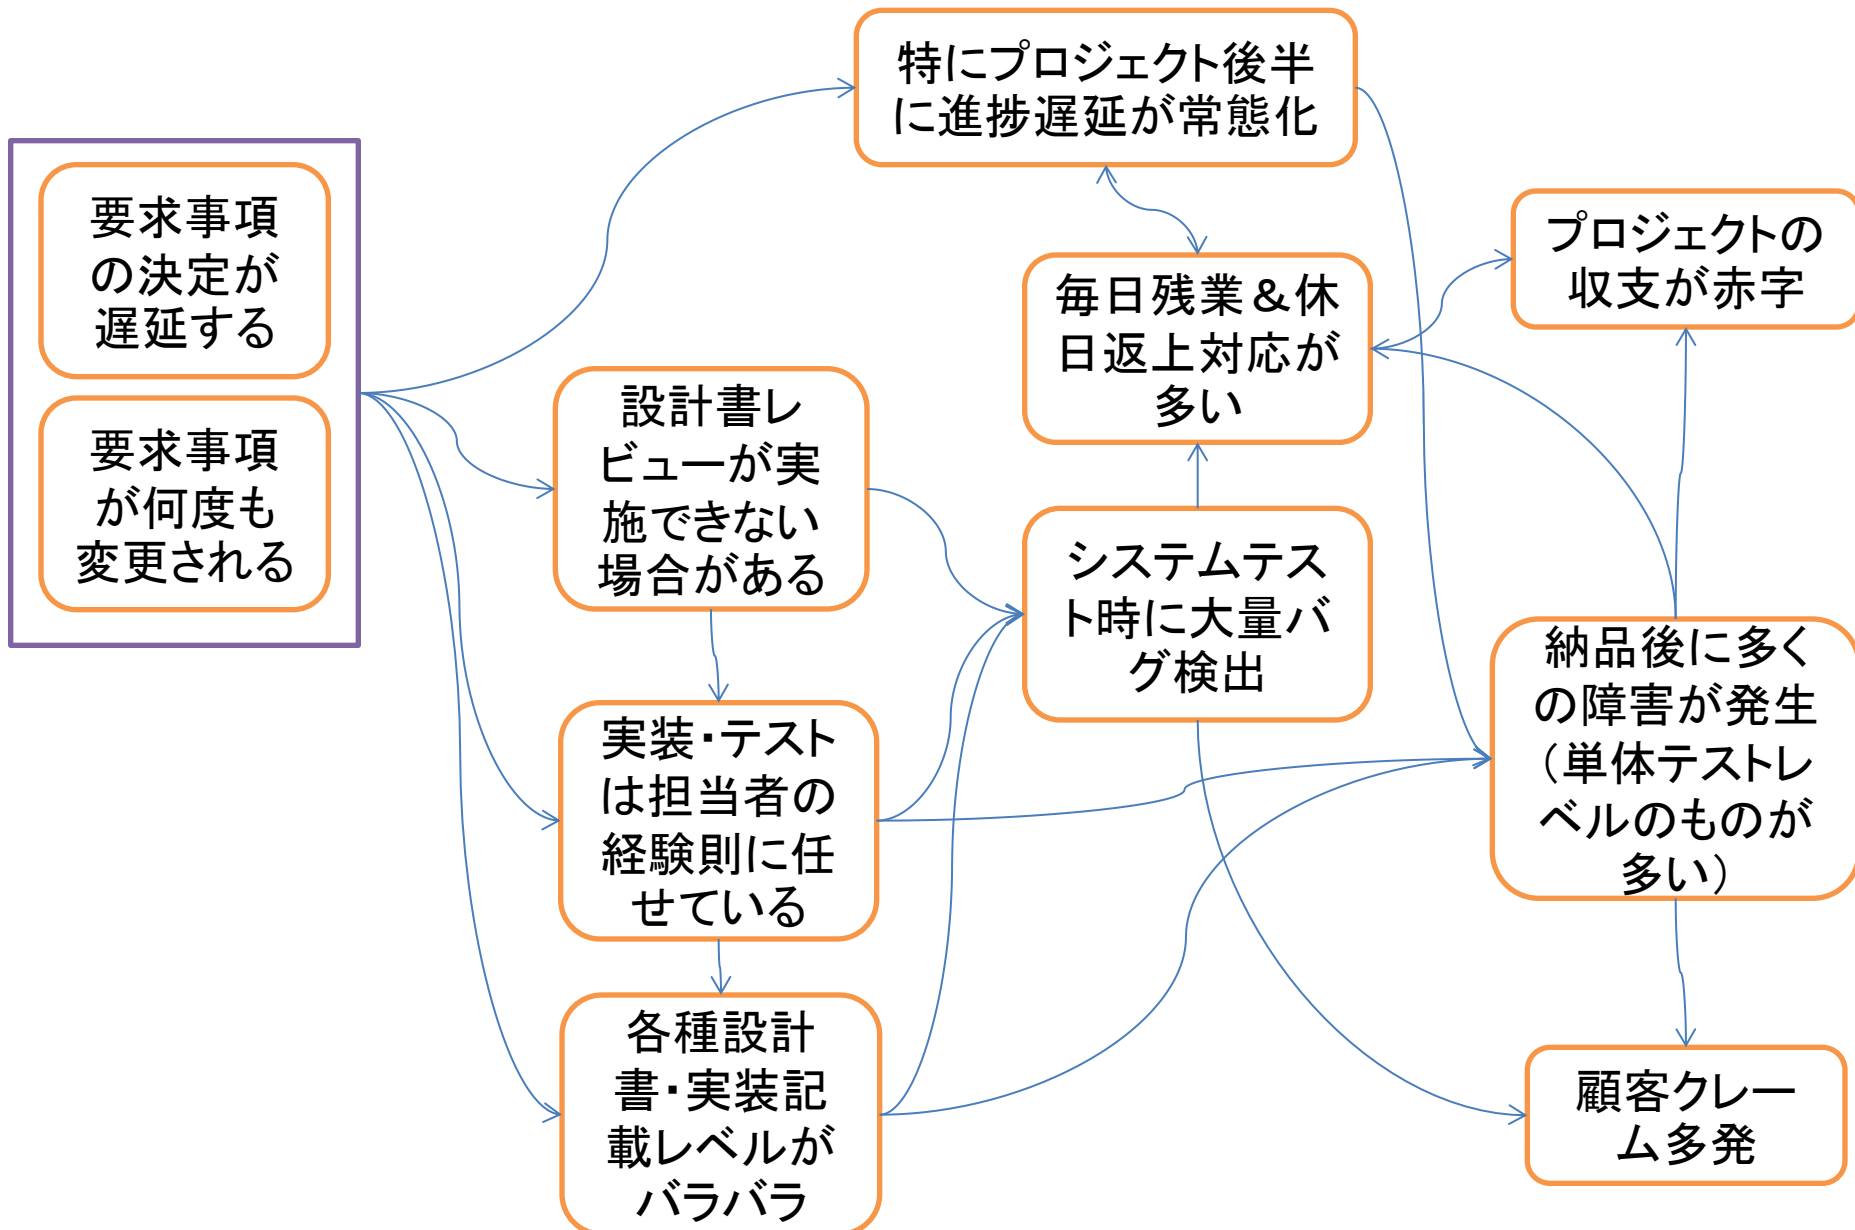 特にプロジェクト後半
に進捗遅延が常態化
要求事項
の決定が
遅延する
要求事項
が何度も
変更される
設計書レ
ビューが実
施できない
場合がある
毎日残業＆休
日返上対応が
多い
プロジェクトの
収支が赤字
システムテス
ト時に大量バ
グ検出
実装・テスト
は担当者の
経験則に任
せている
納品後に多く
の障害が発生
（単体テストレ
ベルのものが
多い）
各種設計
書・実装記
載レベルが
バラバラ
顧客クレー
ム多発